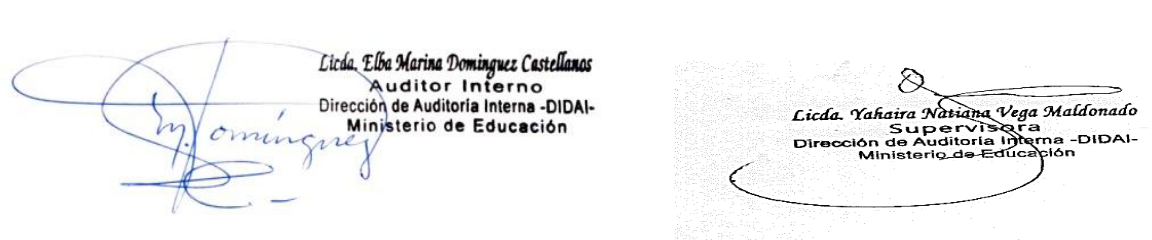 Licda. Elba Marina Dominguez Castellanos
Auditor Interno
Dirección de Auditoría Interna -DIDAI-
Ministerio de Educación
Domínguez
Licda. Yahaira Natiana Vega Maldonado
Supervisora
Dirección de Auditoría Interna -DIDAI-
Ministerio de Educación